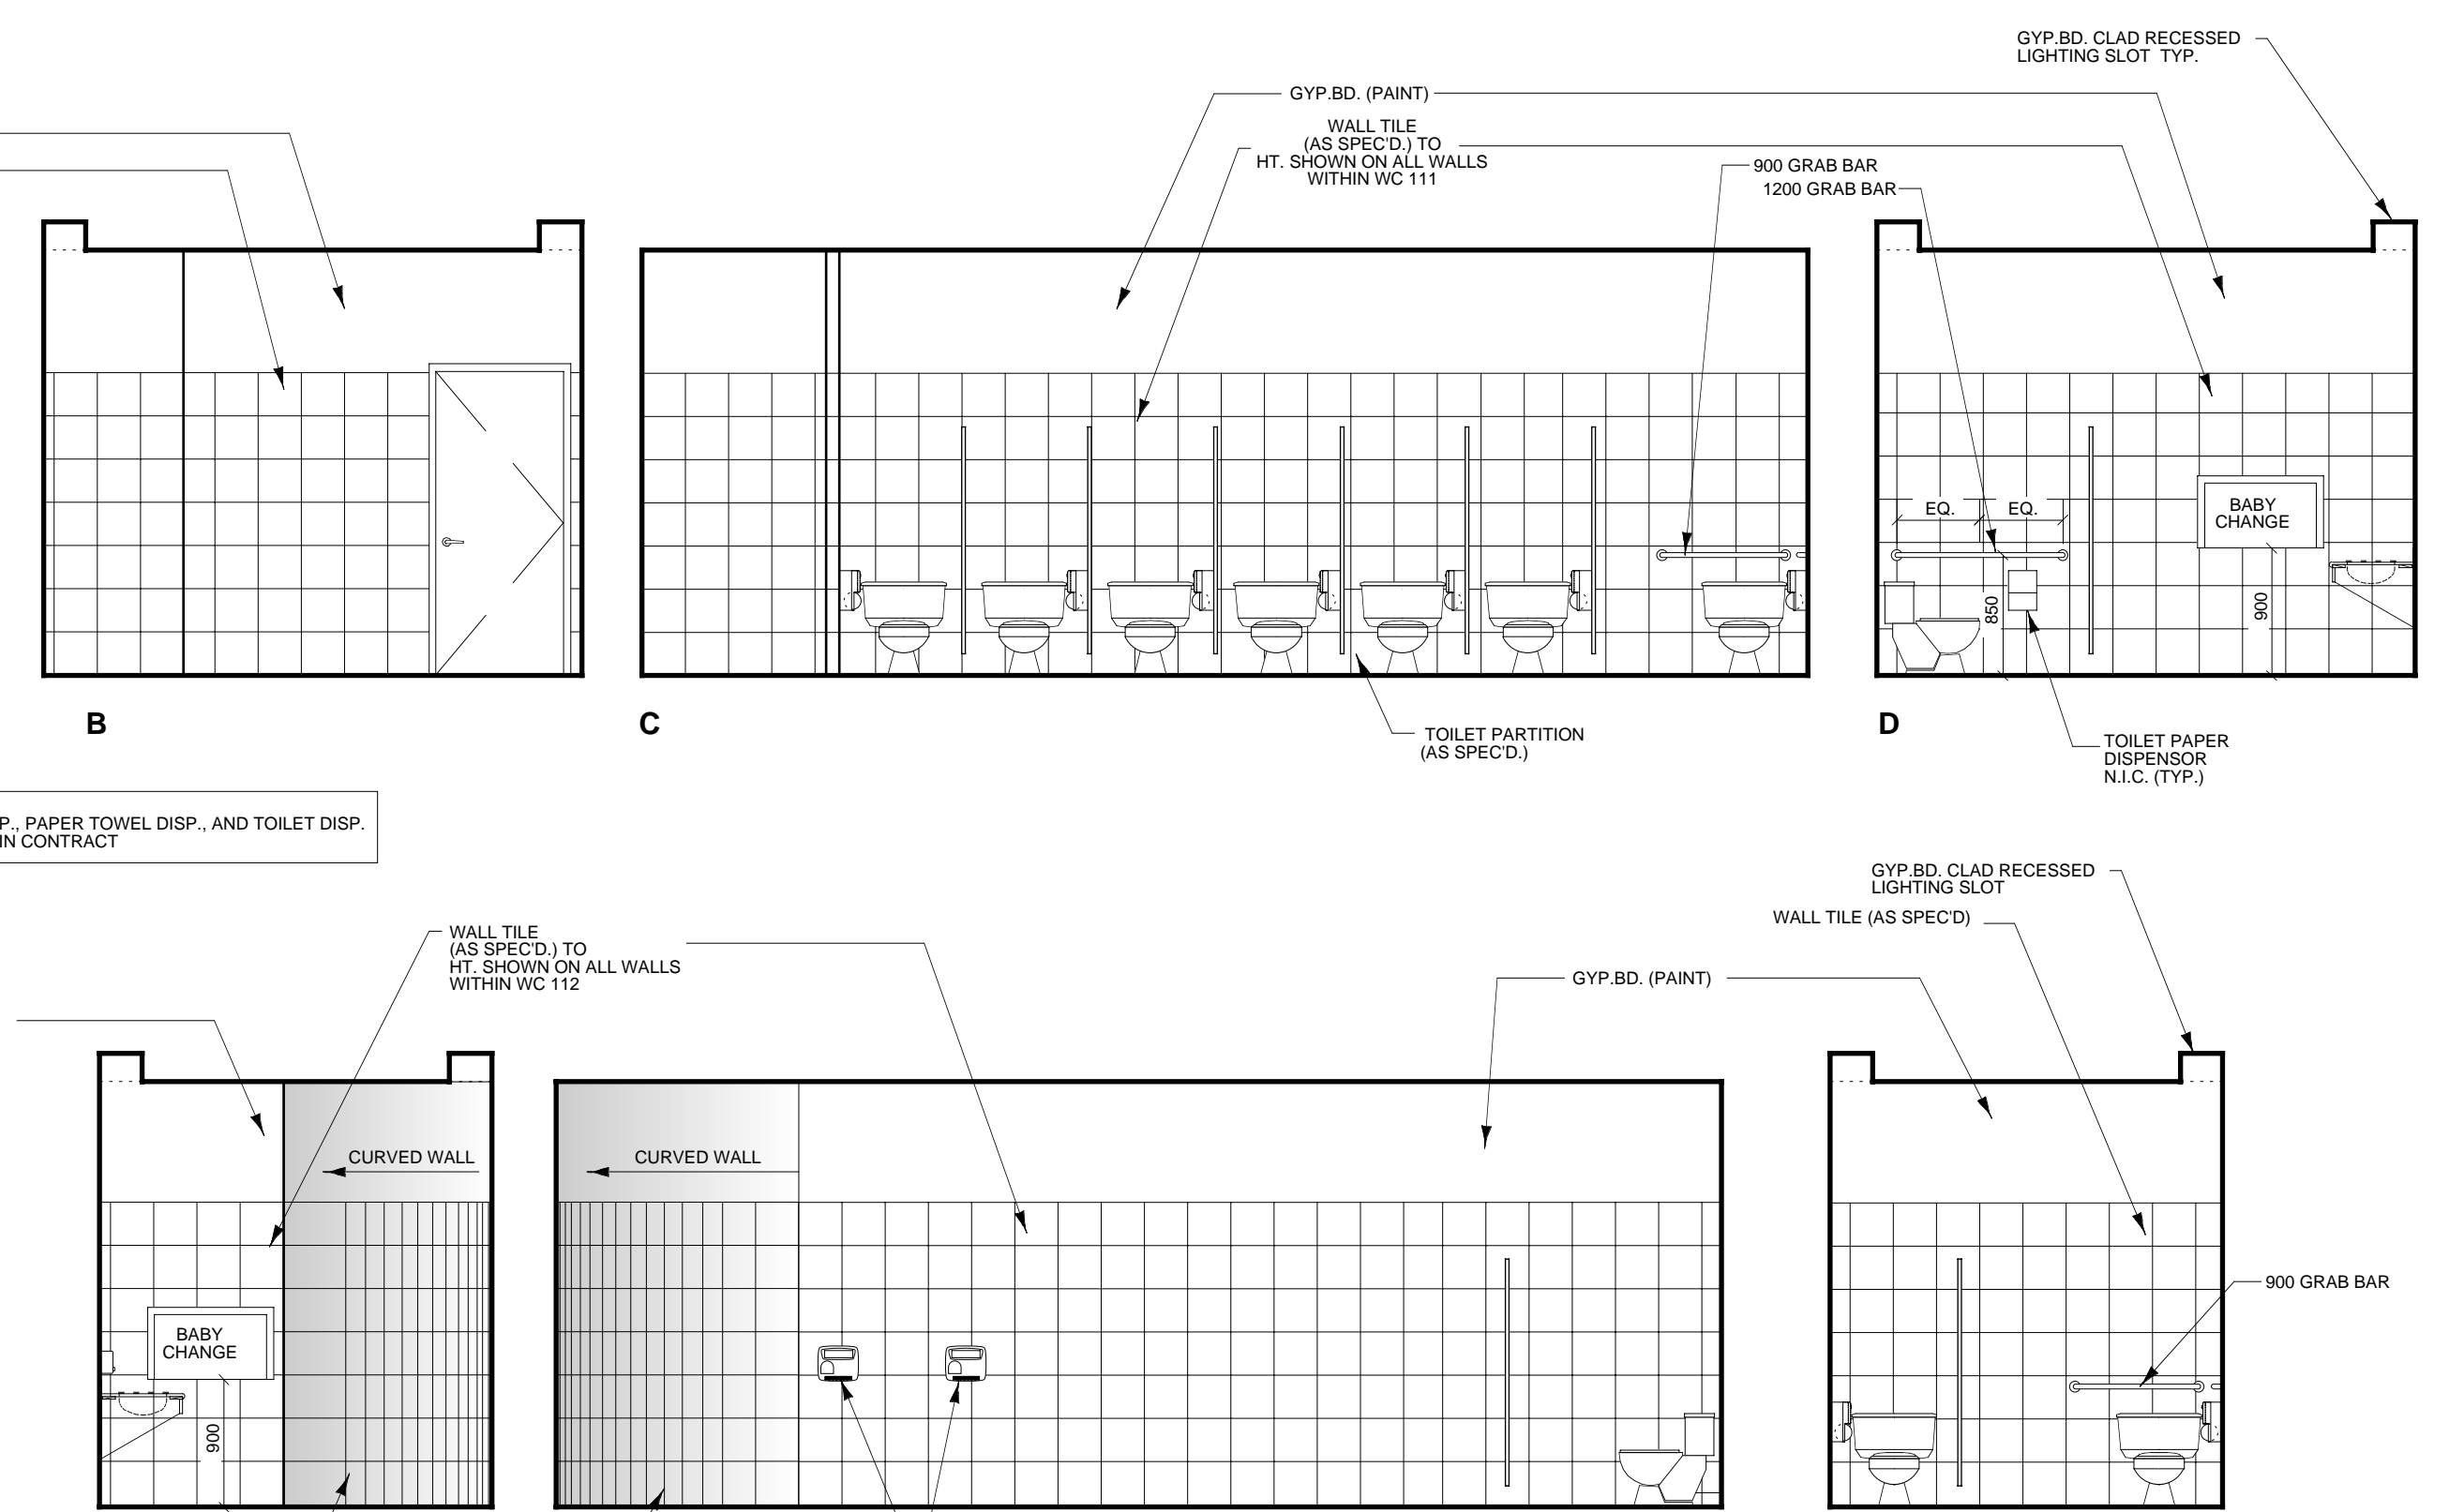 GYP.BD. CLAD RECESSED
LIGHTING SLOT TYP.
GYP.BD. (PAINT)
WALL TILE
(AS SPEC'D.) TO
HT. SHOWN ON ALL WALLS
WITHIN WC 111
900 GRAB BAR
1200 GRAB BAR
EQ.
EQ.
BABY
CHANGE
850
900
B
C
D
TOILET PARTITION
(AS SPEC'D.)
TOILET PAPER
DISPENSOR
N.I.C. (TYP.)
P., PAPER TOWEL DISP., AND TOILET DISP.
IN CONTRACT
GYP.BD. CLAD RECESSED
LIGHTING SLOT
WALL TILE (AS SPEC'D)
WALL TILE
(AS SPEC'D.) TO
HT. SHOWN ON ALL WALLS
WITHIN WC 112
GYP.BD. (PAINT)
CURVED WALL
CURVED WALL
900 GRAB BAR
BABY
CHANGE
900